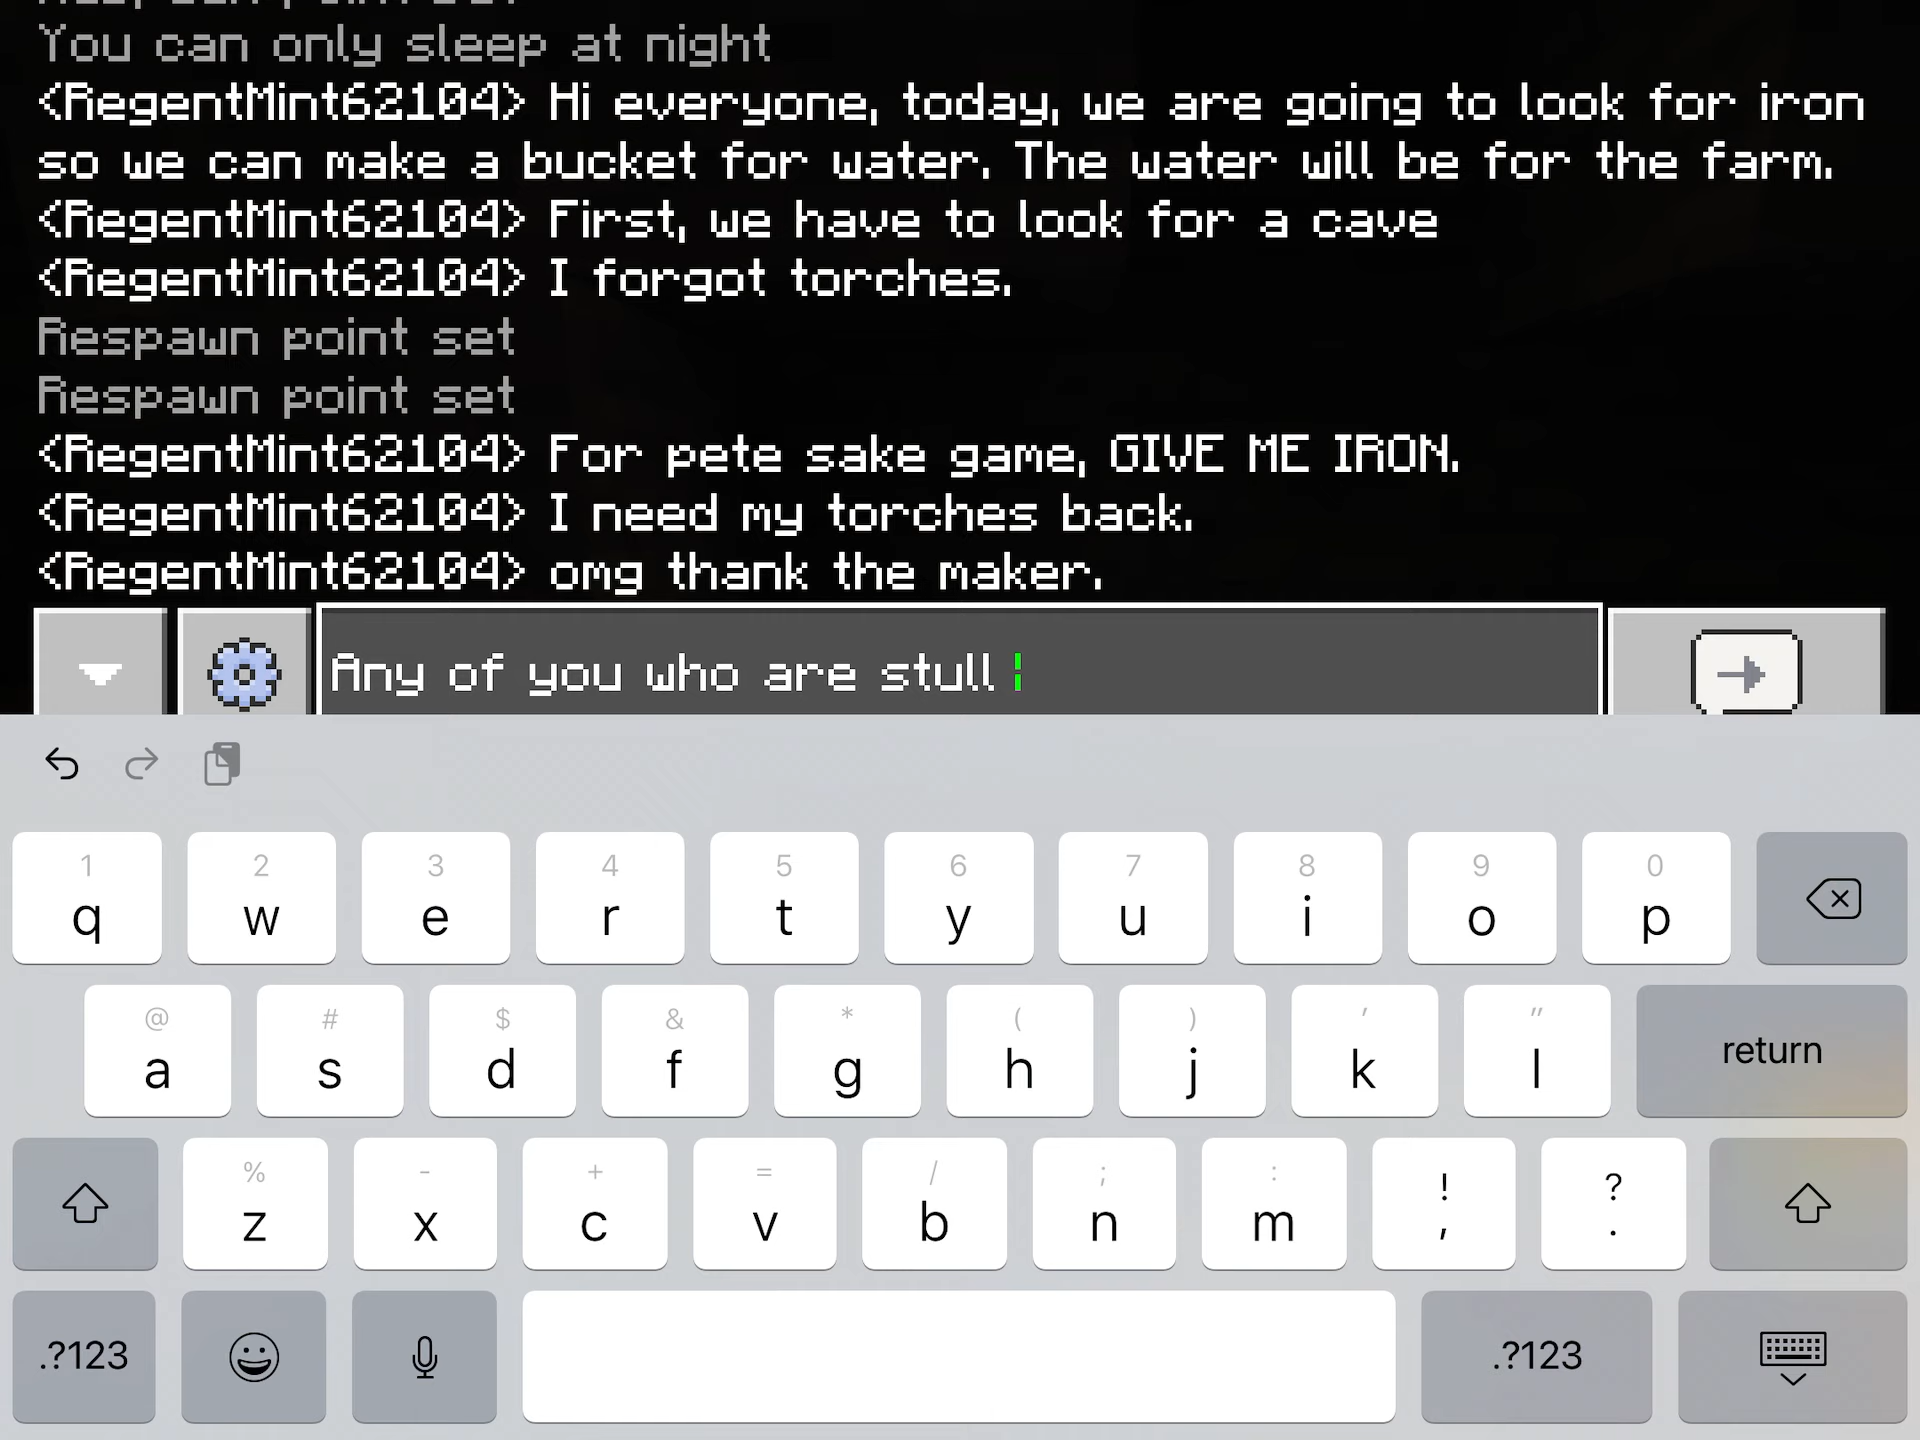 You can only sleep at night
<RegentMint62104> Hi everyone, today, we are going to look for iron
so we can make a bucket for water. The water will be for the farm.
<RegentMint62104> First, we have to look for a cave
<RegentMint62104> I forgot torches.
Respawn point set
Respawn point set
<RegentMint62104> For pete sake game, GIVE ME IRON.
<RegentMint62104> I need my torches back.
<RegentMint62104> omg thank the maker.
Any of you who are stull
1 2 3 4 5 6 7 8 9 0
q w e r t y u i o p
@ # $ & * ( ) ' "
a s d f g h j k l return
% - + = / ; : ! ?
z x c v b n m , .
.?123 .?123